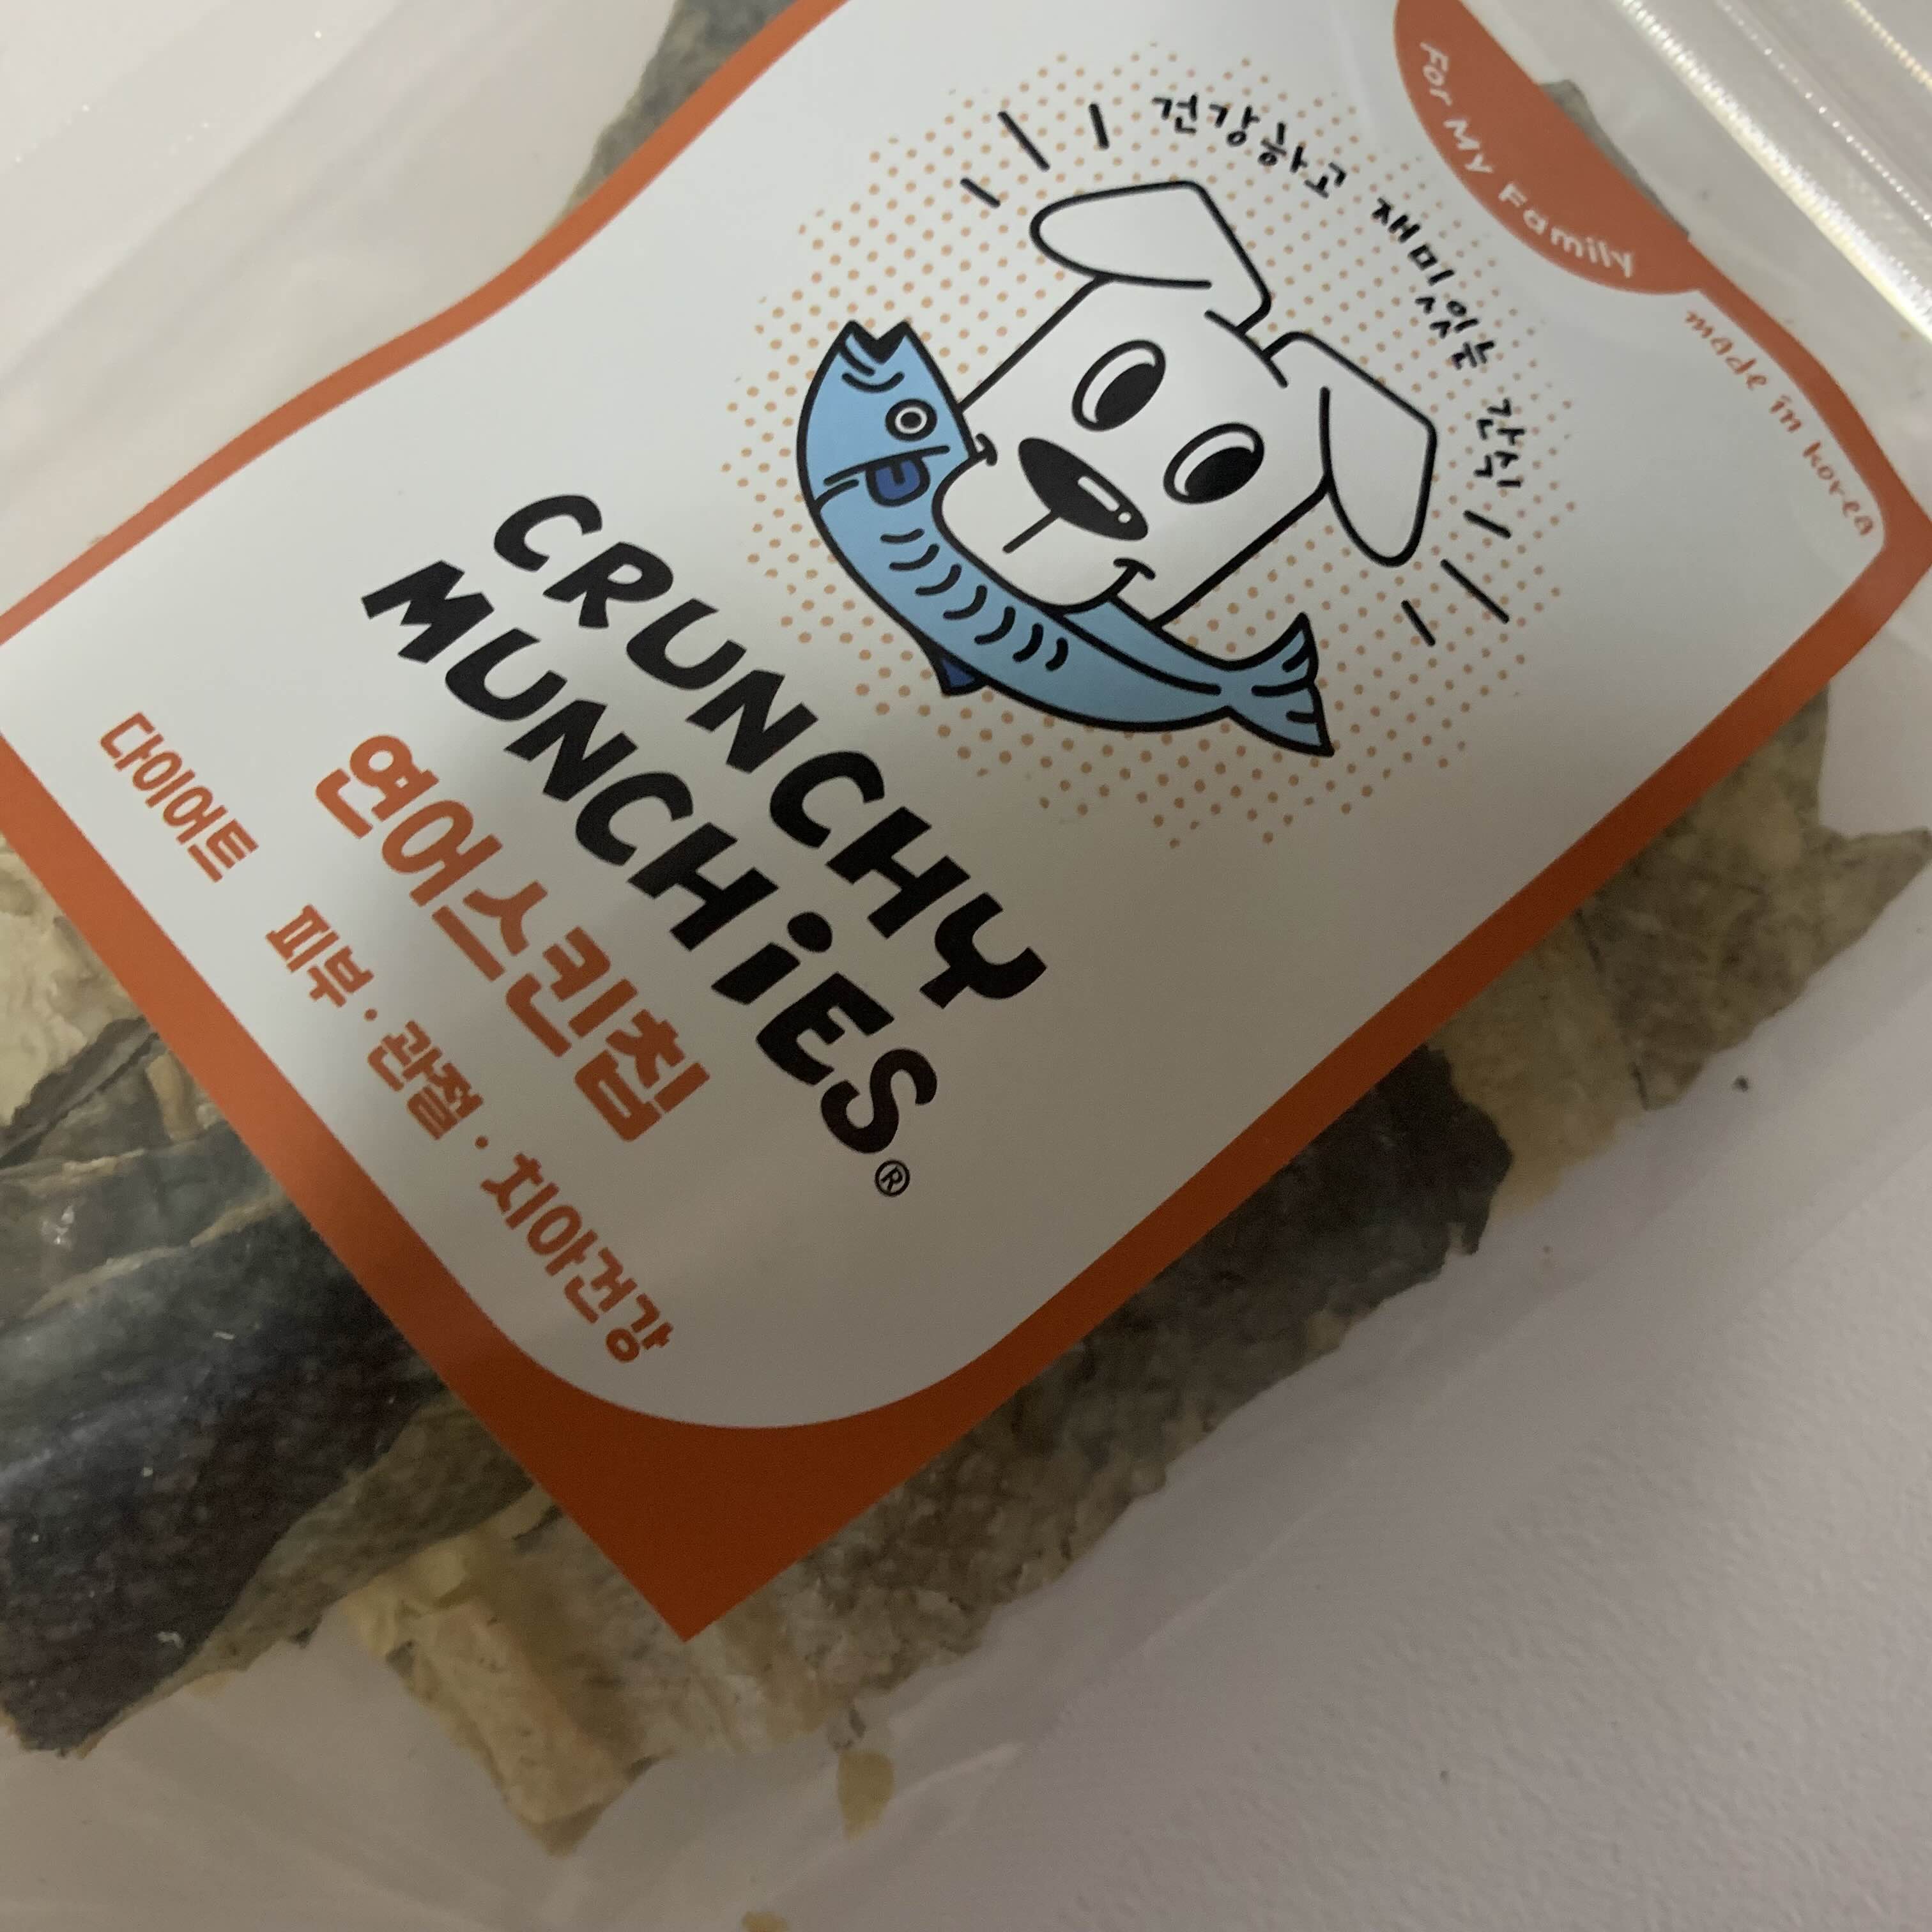 For My Family
made in korea
건강하고 재미있는 간식
CRUNCHY
MUNCHiES®
연어스킨칩
다이어트 피부·관절·치아건강